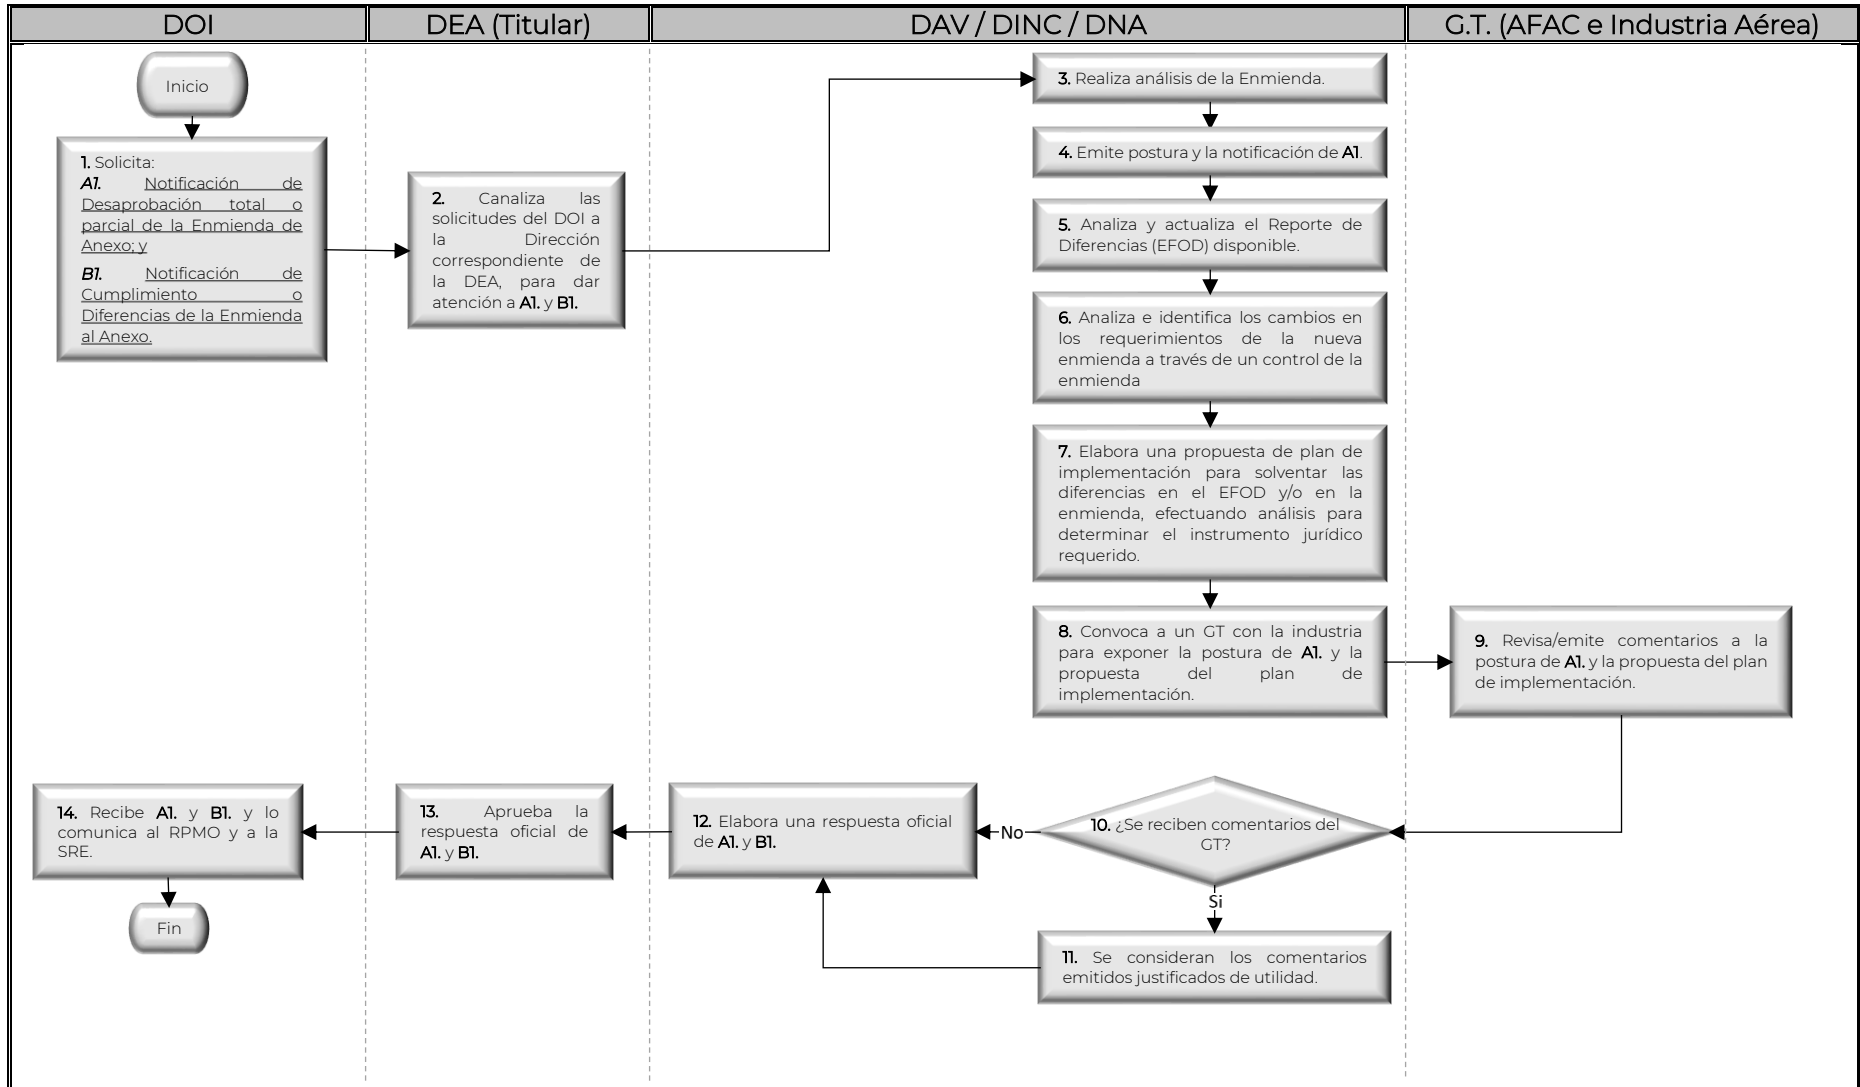 DOI
DEA (Titular)
DAV / DINC / DNA
G.T. (AFAC e Industria Aérea)
Inicio
1. Solicita:
A1. Notificación de
Desaprobación total o
parcial de la Enmienda de
Anexo; y
B1. Notificación de
Cumplimiento o
Diferencias de la Enmienda
al Anexo.
2. Canaliza las
solicitudes del DOI a
la Dirección
correspondiente de
la DEA, para dar
atención a A1. y B1.
3. Realiza análisis de la Enmienda.
4. Emite postura y la notificación de A1.
5. Analiza y actualiza el Reporte de
Diferencias (EFOD) disponible.
6. Analiza e identifica los cambios en
los requerimientos de la nueva
enmienda a través de un control de la
enmienda
7. Elabora una propuesta de plan de
implementación para solventar las
diferencias en el EFOD y/o en la
enmienda, efectuando análisis para
determinar el instrumento jurídico
requerido.
8. Convoca a un GT con la industria
para exponer la postura de A1. y la
propuesta del plan de
implementación.
9. Revisa/emite comentarios a la
postura de A1. y la propuesta del plan
de implementación.
10. ¿Se reciben comentarios del
GT?
No
Si
11. Se consideran los comentarios
emitidos justificados de utilidad.
12. Elabora una respuesta oficial
de A1. y B1.
13. Aprueba la
respuesta oficial de
A1. y B1.
14. Recibe A1. y B1. y lo
comunica al RPMO y a la
SRE.
Fin